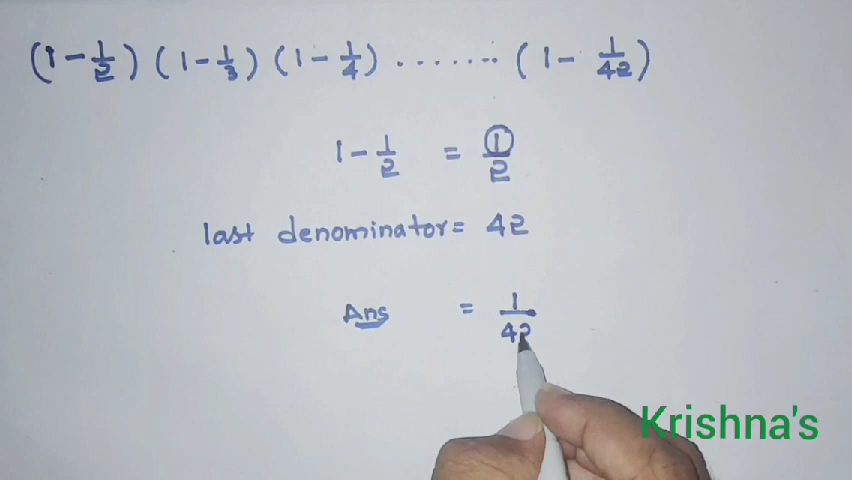 (1 - 1/2) (1 - 1/3) (1 - 1/4) ....... (1 - 1/42)
1 - 1/2 = 1/2
last denominator = 42
Ans = 1/42
Krishna's